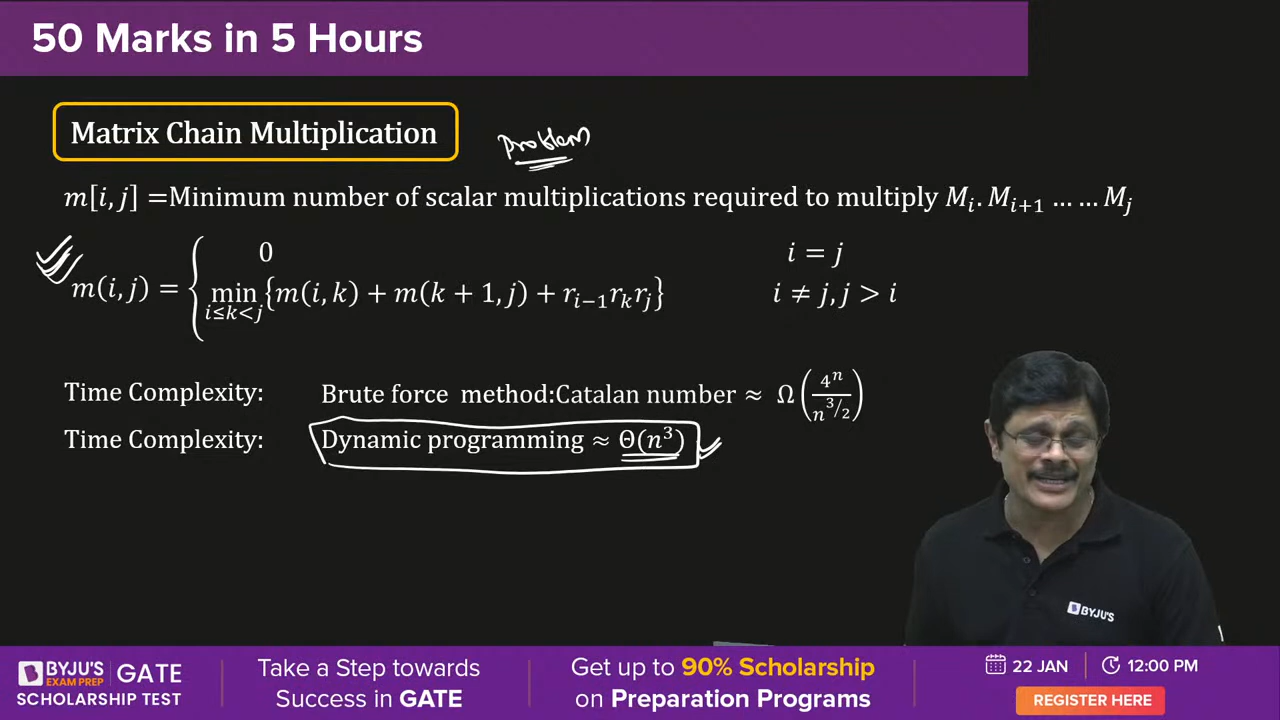 50 Marks in 5 Hours
Matrix Chain Multiplication
Problem
m[i, j] =Minimum number of scalar multiplications required to multiply Mᵢ. Mᵢ₊₁ … … Mⱼ
0 i = j
m(i, j) = { min i≤k<j {m(i, k) + m(k + 1, j) + rᵢ₋₁rₖrⱼ} i ≠ j, j > i
Time Complexity: Brute force method:Catalan number ≈ Ω(4ⁿ/n^3/2)
Time Complexity: Dynamic programming ≈ Θ(n³)
BYJU'S
BYJU'S EXAM PREP GATE
SCHOLARSHIP TEST
Take a Step towards
Success in GATE
Get up to 90% Scholarship
on Preparation Programs
22 JAN 12:00 PM
REGISTER HERE